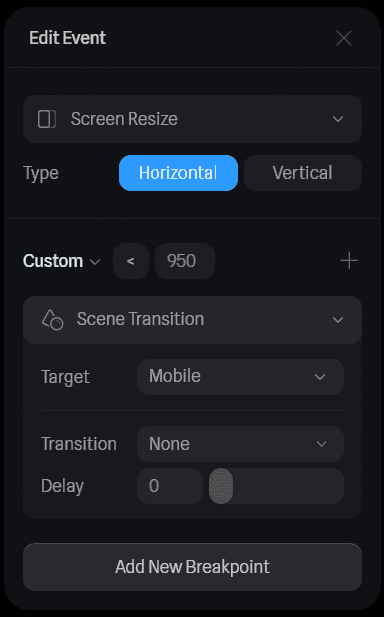 Edit Event
Screen Resize
Type Horizontal Vertical
Custom < 950
Scene Transition
Target Mobile
Transition None
Delay 0
Add New Breakpoint